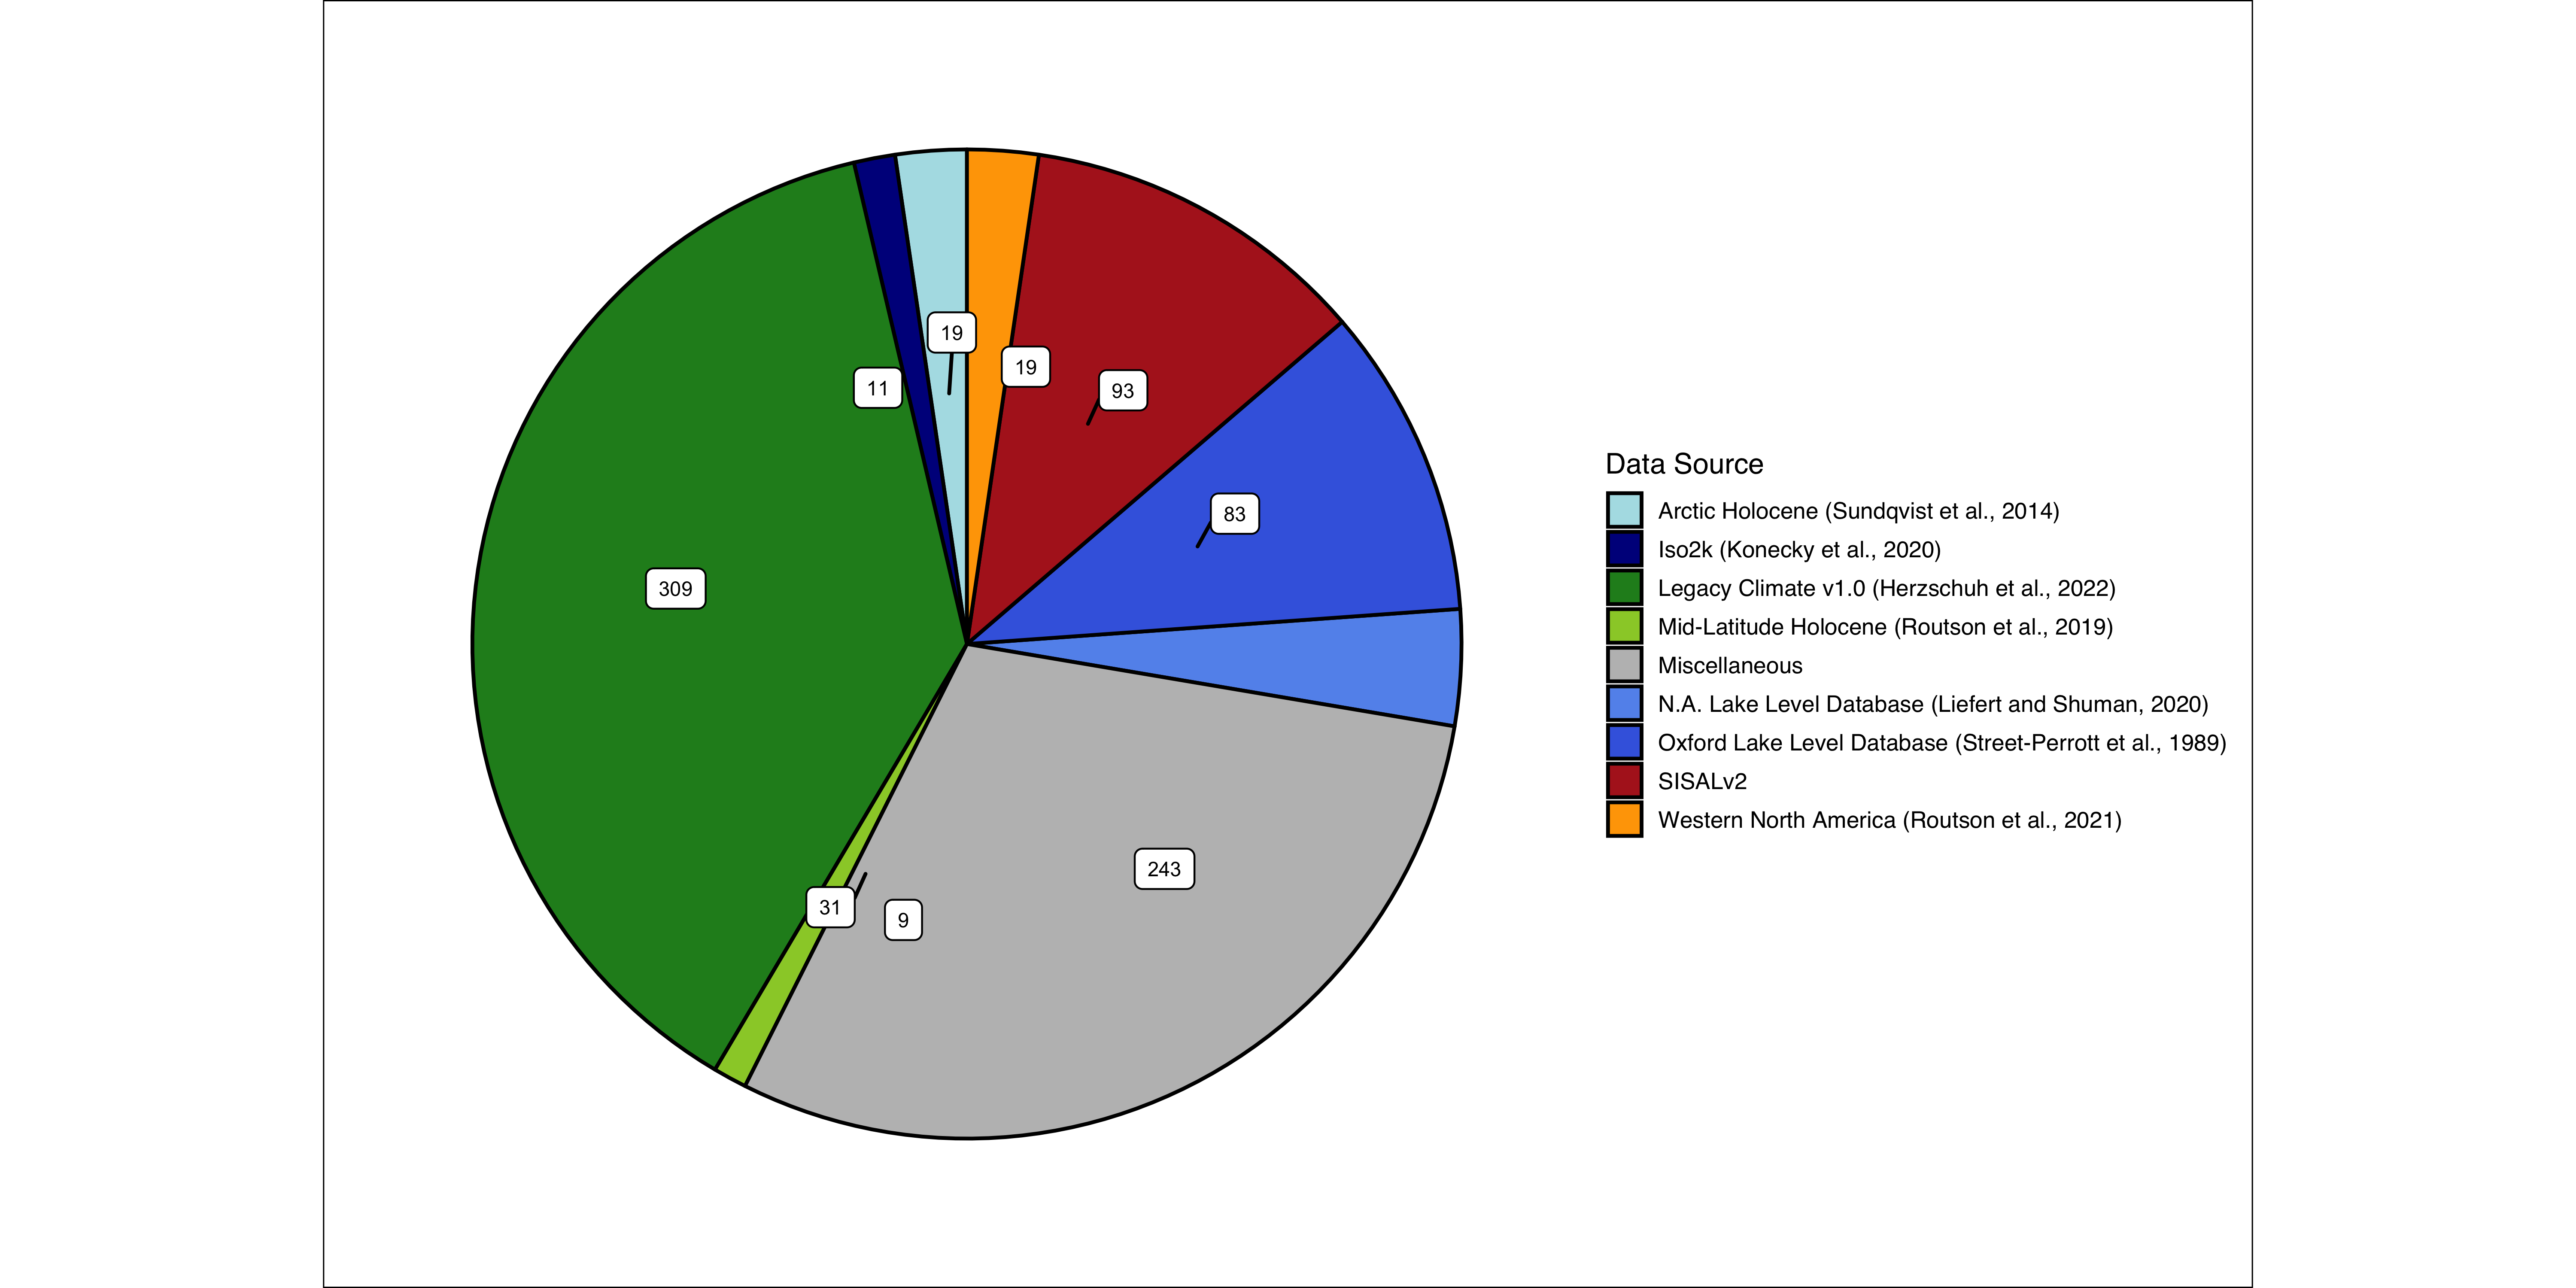 19
19
11
93
83
309
243
31
9
Data Source
Arctic Holocene (Sundqvist et al., 2014)
Iso2k (Konecky et al., 2020)
Legacy Climate v1.0 (Herzschuh et al., 2022)
Mid-Latitude Holocene (Routson et al., 2019)
Miscellaneous
N.A. Lake Level Database (Liefert and Shuman, 2020)
Oxford Lake Level Database (Street-Perrott et al., 1989)
SISALv2
Western North America (Routson et al., 2021)